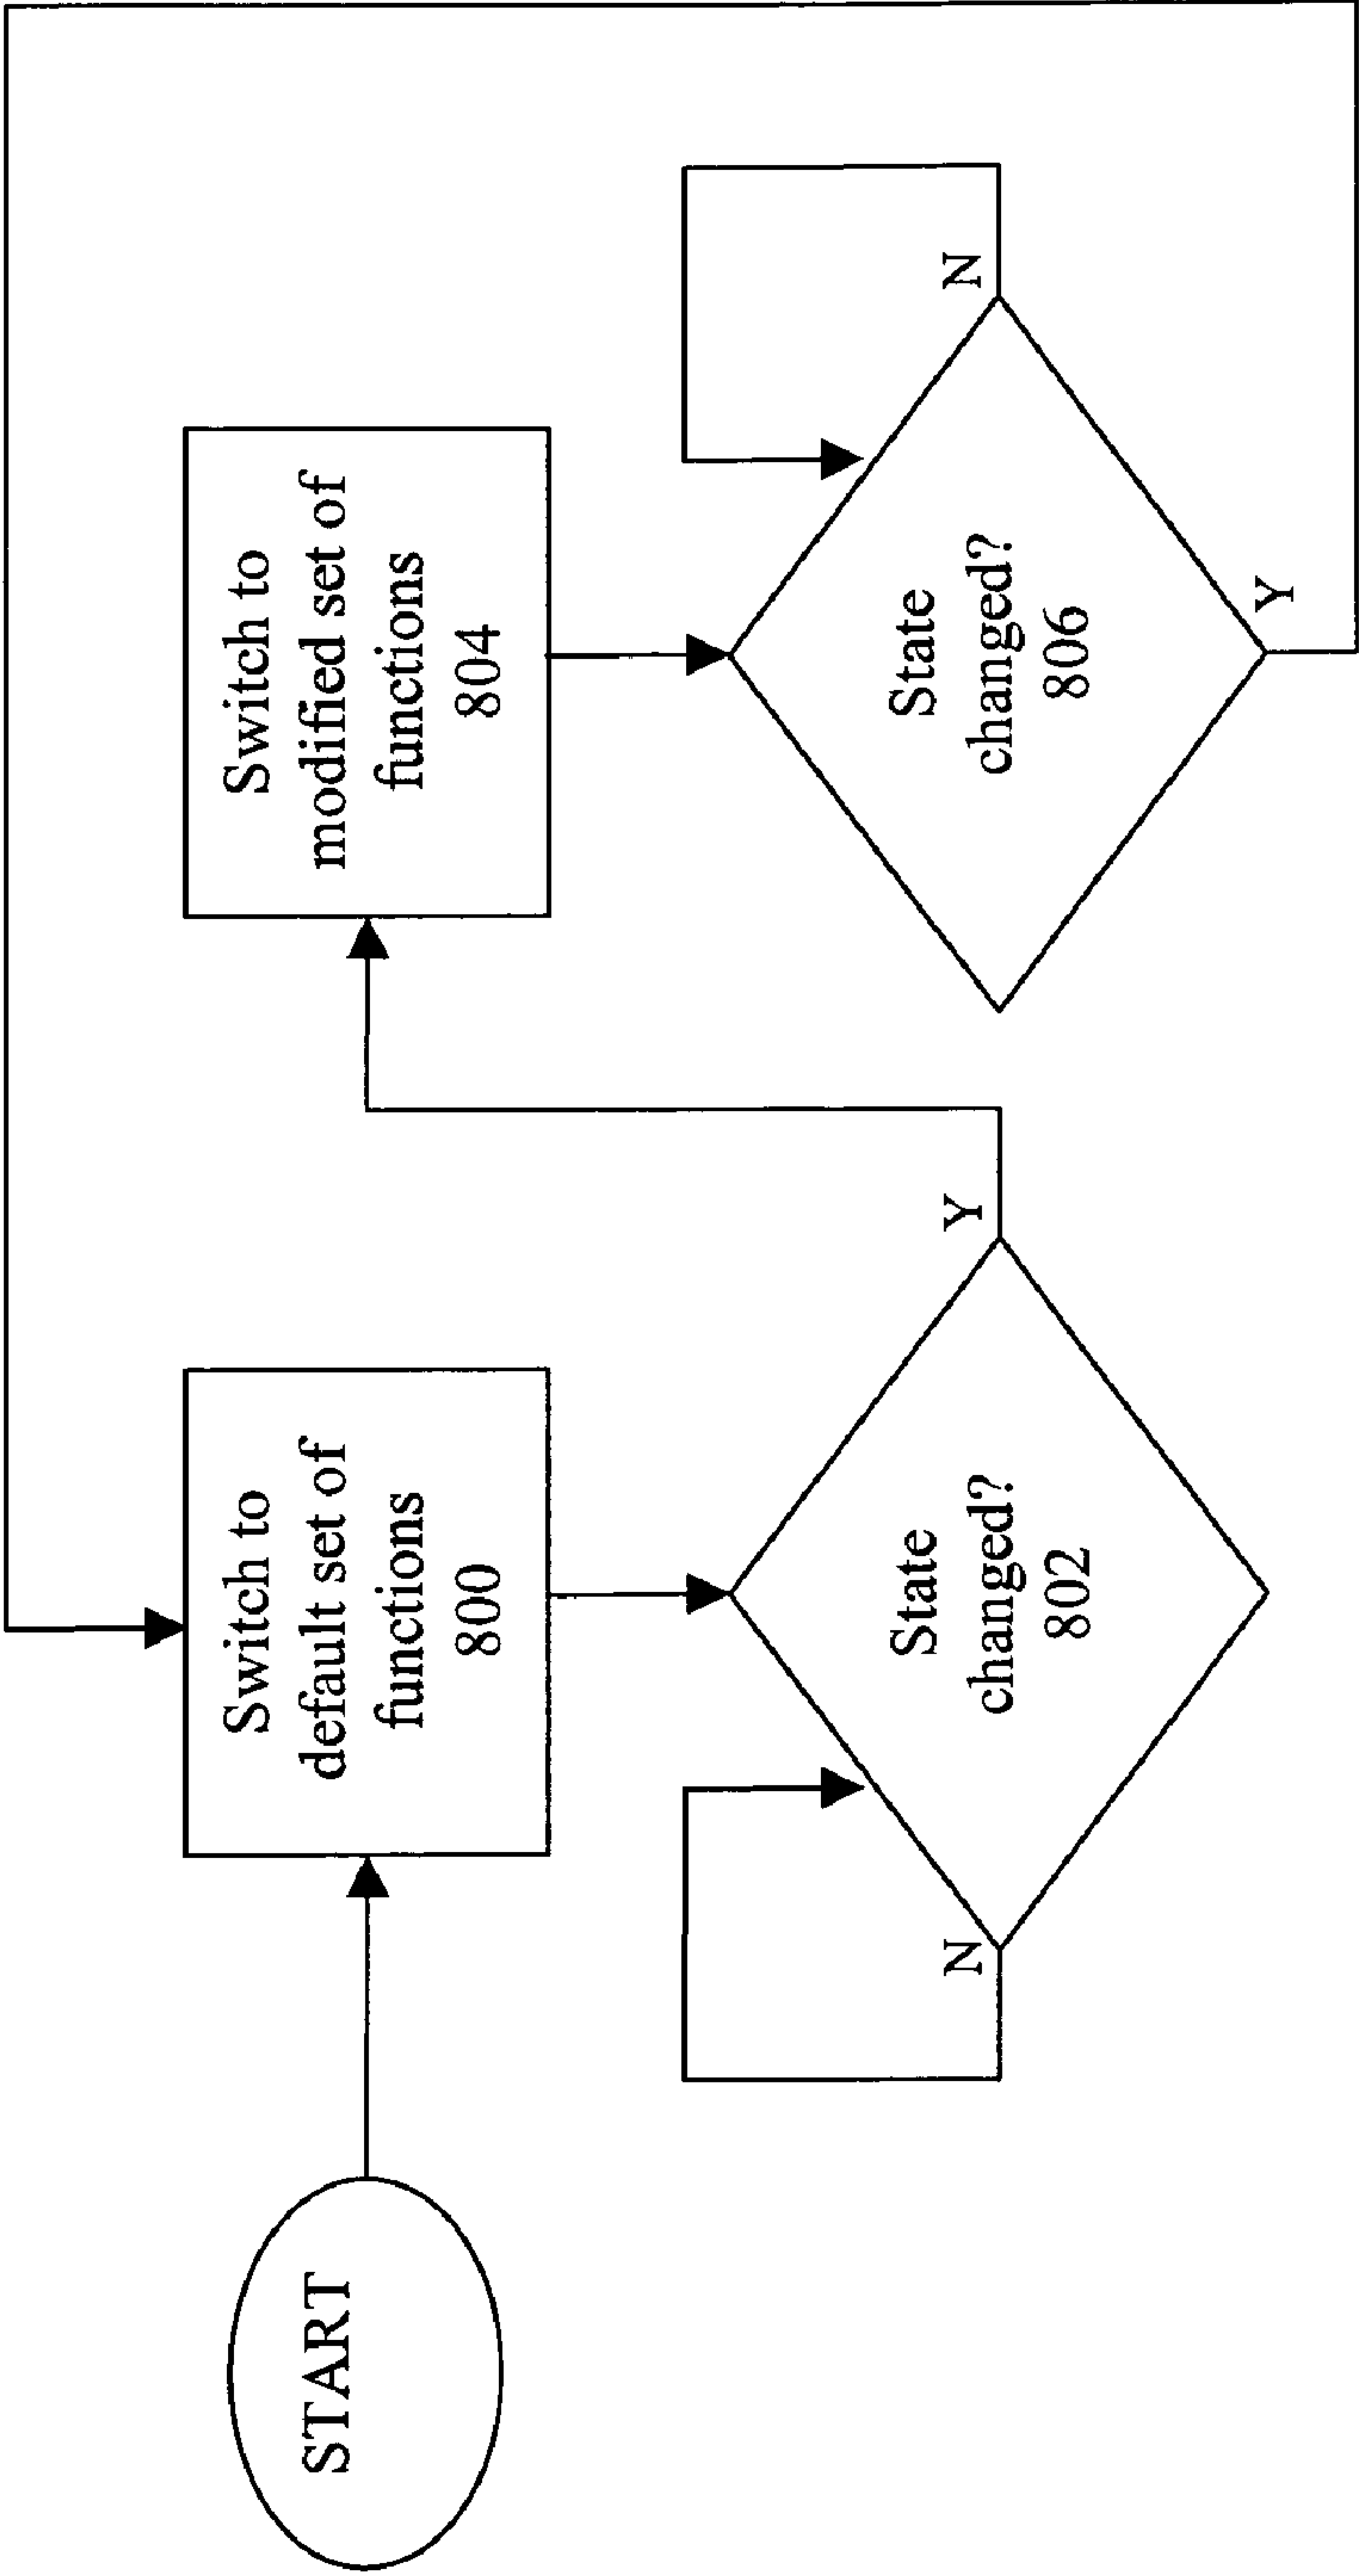 START
Switch to
default set of
functions
800
State
changed?
802
N
Y
Switch to
modified set of
functions
804
State
changed?
806
N
Y